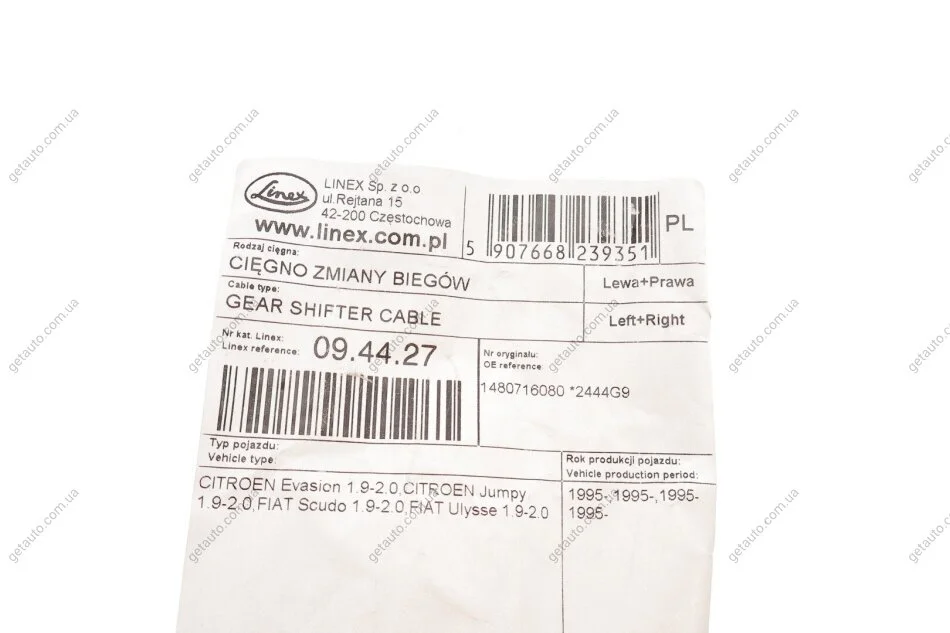 Linex
LINEX Sp. z o.o
ul.Rejtana 15
42-200 Częstochowa
www.linex.com.pl
5 907668 239351
PL
Rodzaj cięgna:
CIĘGNO ZMIANY BIEGÓW
Lewa+Prawa
Cable type:
GEAR SHIFTER CABLE
Left+Right
Nr kat. Linex:
Linex reference:
09.44.27
Nr oryginału:
OE reference:
1480716080 *2444G9
Typ pojazdu:
Vehicle type:
Rok produkcji pojazdu:
Vehicle production period:
CITROEN Evasion 1.9-2.0,CITROEN Jumpy
1.9-2.0,FIAT Scudo 1.9-2.0,FIAT Ulysse 1.9-2.0
1995-,1995-,1995-
1995-
getauto.com.ua